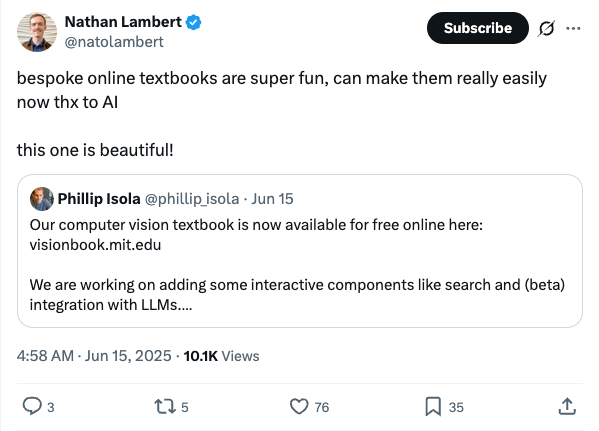 Nathan Lambert
@natolambert
Subscribe
bespoke online textbooks are super fun, can make them really easily
now thx to AI
this one is beautiful!
Phillip Isola @phillip_isola · Jun 15
Our computer vision textbook is now available for free online here:
visionbook.mit.edu
We are working on adding some interactive components like search and (beta)
integration with LLMs....
4:58 AM · Jun 15, 2025 · 10.1K Views
3 5 76 35